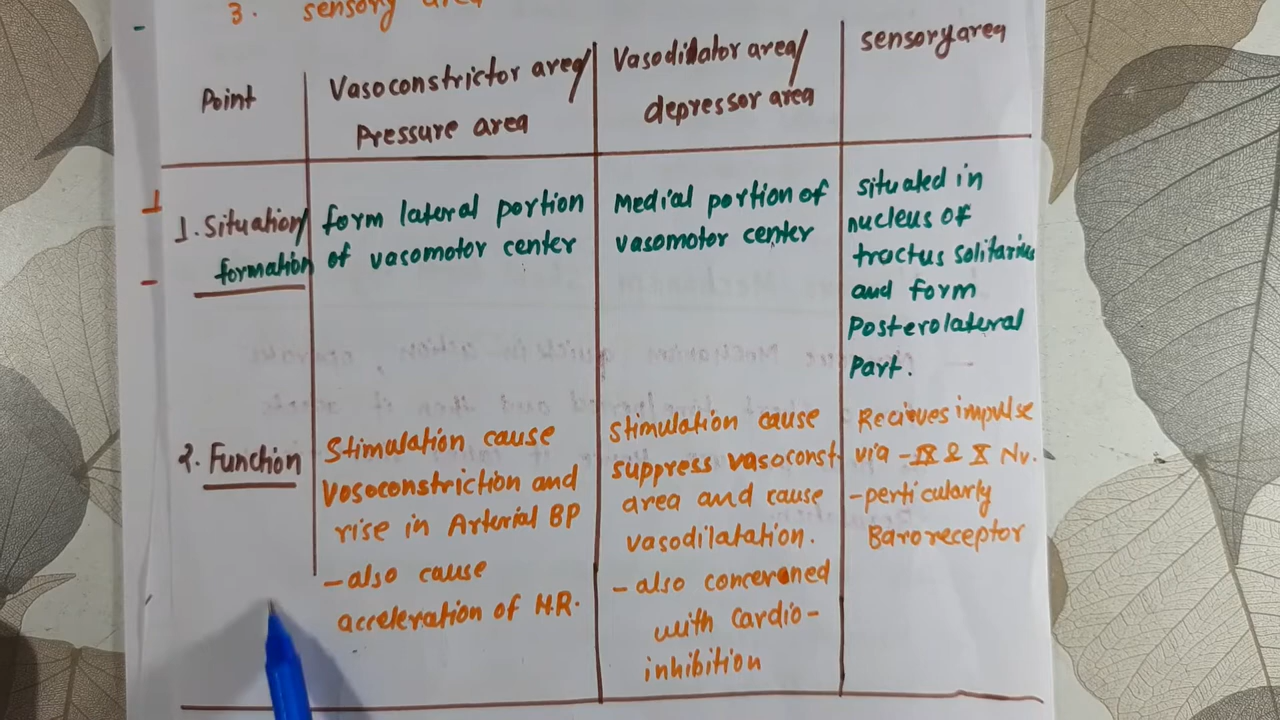 3. sensory area
Point
Vasoconstrictor area/
Pressure area
Vasodilator area/
depressor area
sensory area
1. Situation/
formation
form lateral portion
of vasomotor center
Medial portion of
vasomotor center
situated in
nucleus of
tractus solitarius
and form
Posterolateral
Part.
2. Function
Stimulation cause
vosoconstriction and
rise in Arterial BP
- also cause
acceleration of H.R.
stimulation cause
suppress vasoconst
area and cause
vasodilatation.
- also conceroned
with Cardio-
inhibition
Recives impulse
via - IX & X Nv.
- perticularly
Baroreceptor